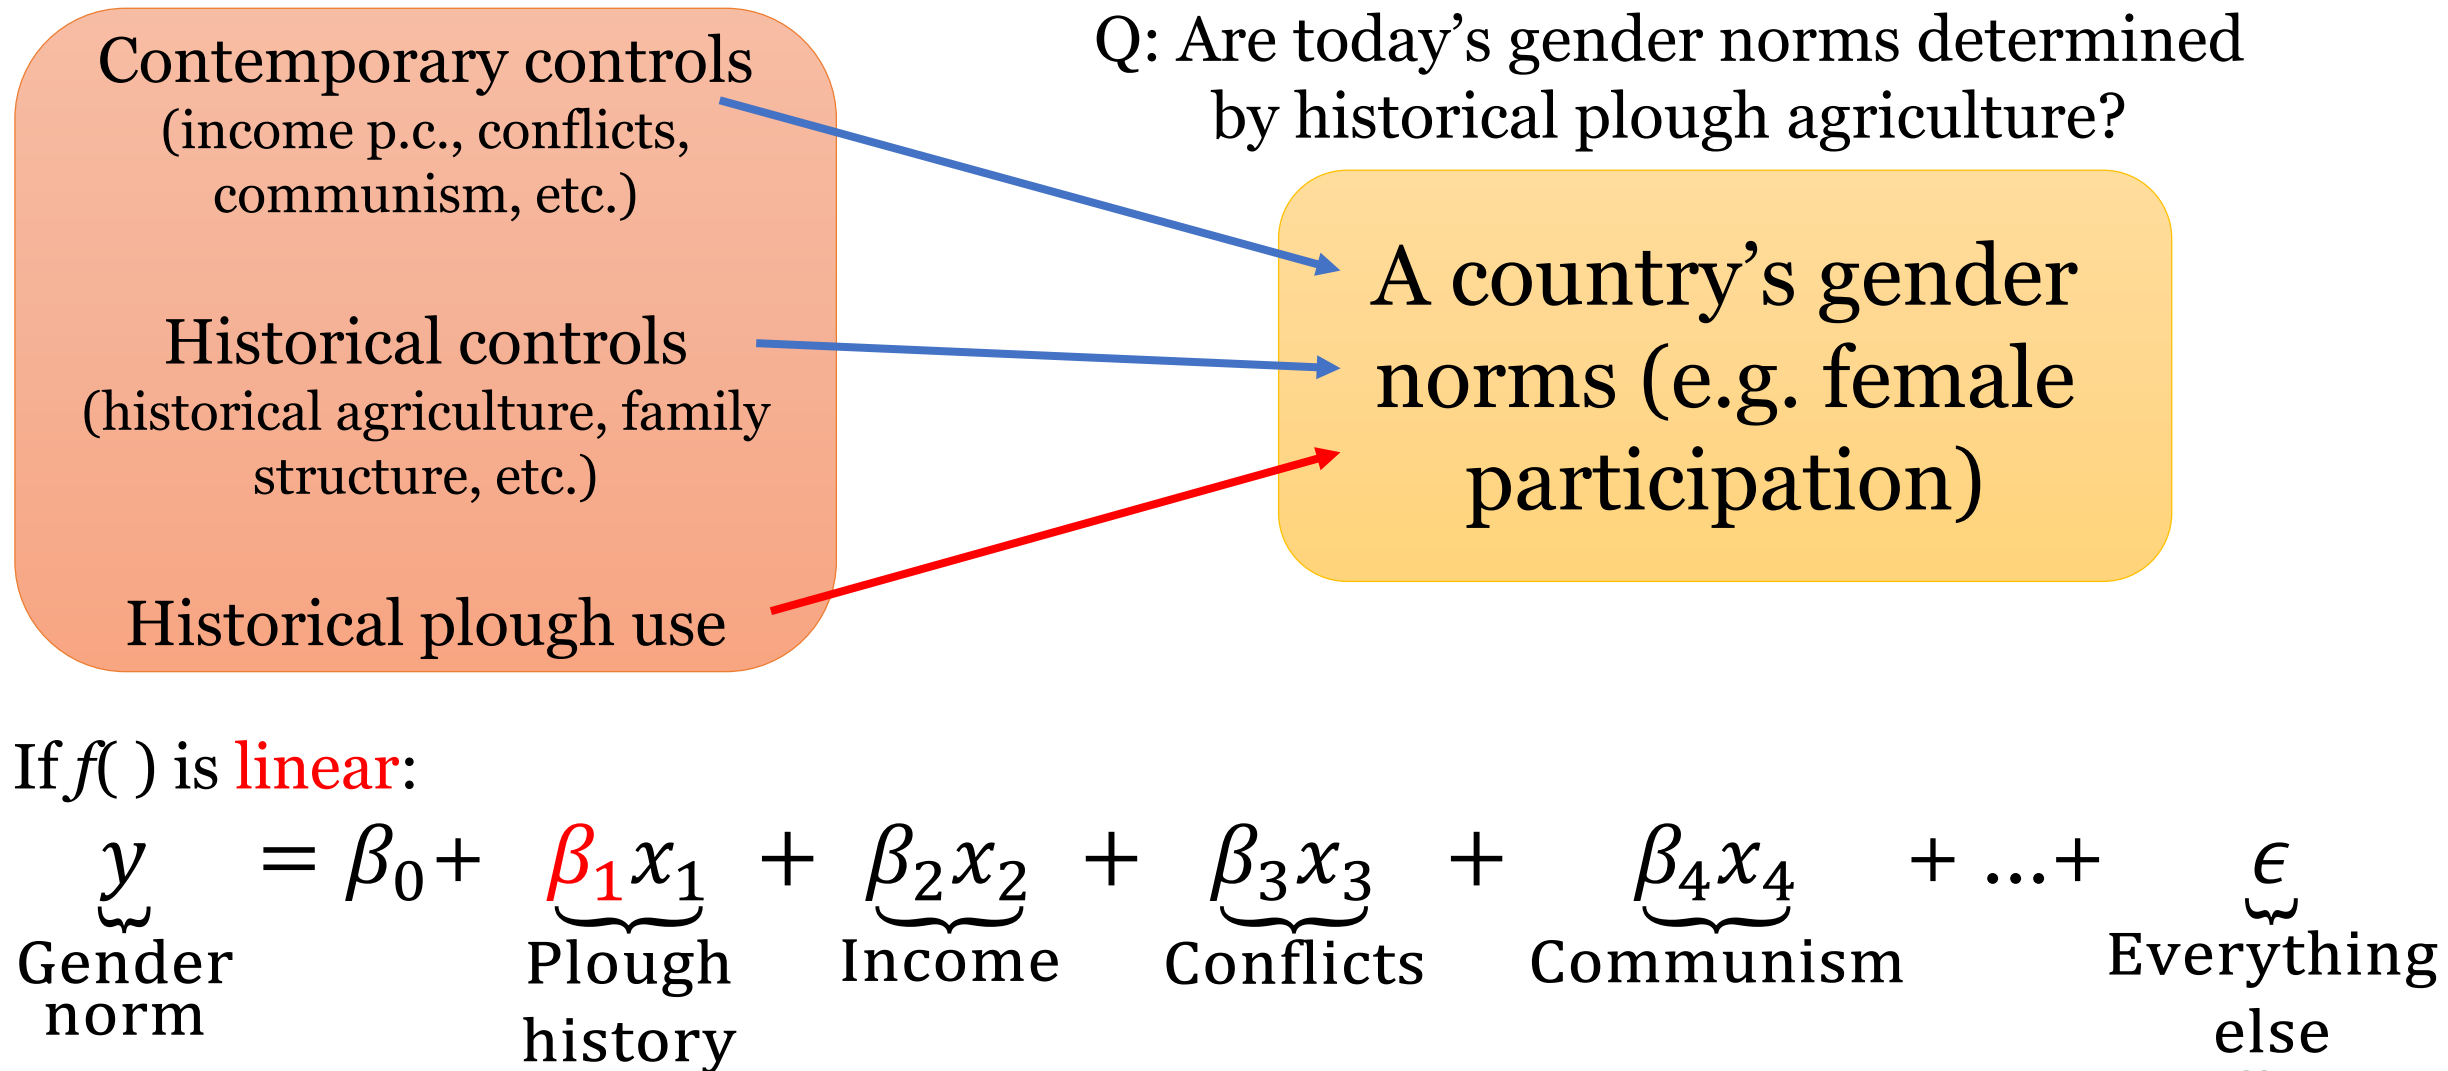 Contemporary controls
(income p.c., conflicts,
communism, etc.)
Historical controls
(historical agriculture, family
structure, etc.)
Historical plough use
Q: Are today’s gender norms determined
by historical plough agriculture?
A country’s gender
norms (e.g. female
participation)
If f( ) is linear:
y = β₀+ β₁x₁ + β₂x₂ + β₃x₃ + β₄x₄ + …+ ϵ
Gender norm
Plough history
Income
Conflicts
Communism
Everything else